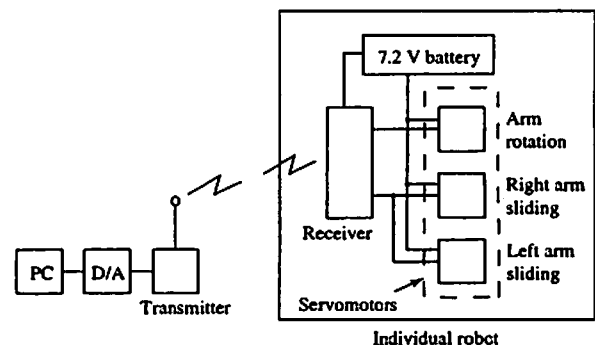 7.2 V battery
Arm
rotation
Right arm
sliding
Receiver
Left arm
sliding
PC
D/A
Transmitter
Servomotors
Individual robot